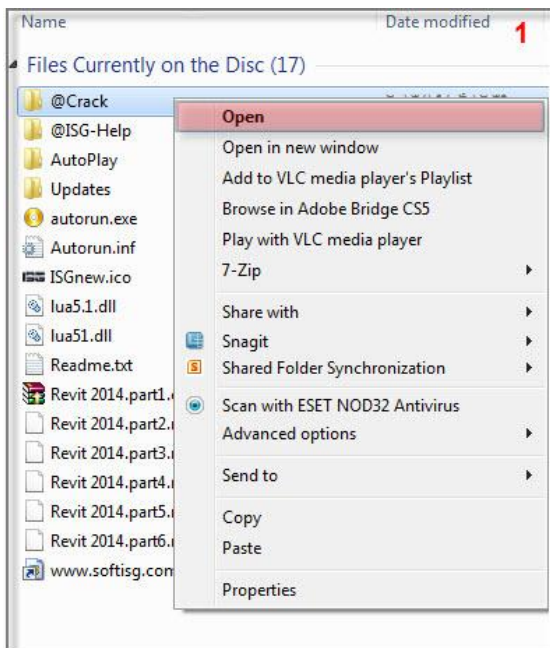 Name
Date modified
1
Files Currently on the Disc (17)
@Crack
@ISG-Help
AutoPlay
Updates
autorun.exe
Autorun.inf
ISGnew.ico
lua5.1.dll
lua51.dll
Readme.txt
Revit 2014.part1.
Revit 2014.part2.
Revit 2014.part3.
Revit 2014.part4.
Revit 2014.part5.
Revit 2014.part6.
www.softisg.com
Open
Open in new window
Add to VLC media player's Playlist
Browse in Adobe Bridge CS5
Play with VLC media player
7-Zip
Share with
Snagit
Shared Folder Synchronization
Scan with ESET NOD32 Antivirus
Advanced options
Send to
Copy
Paste
Properties